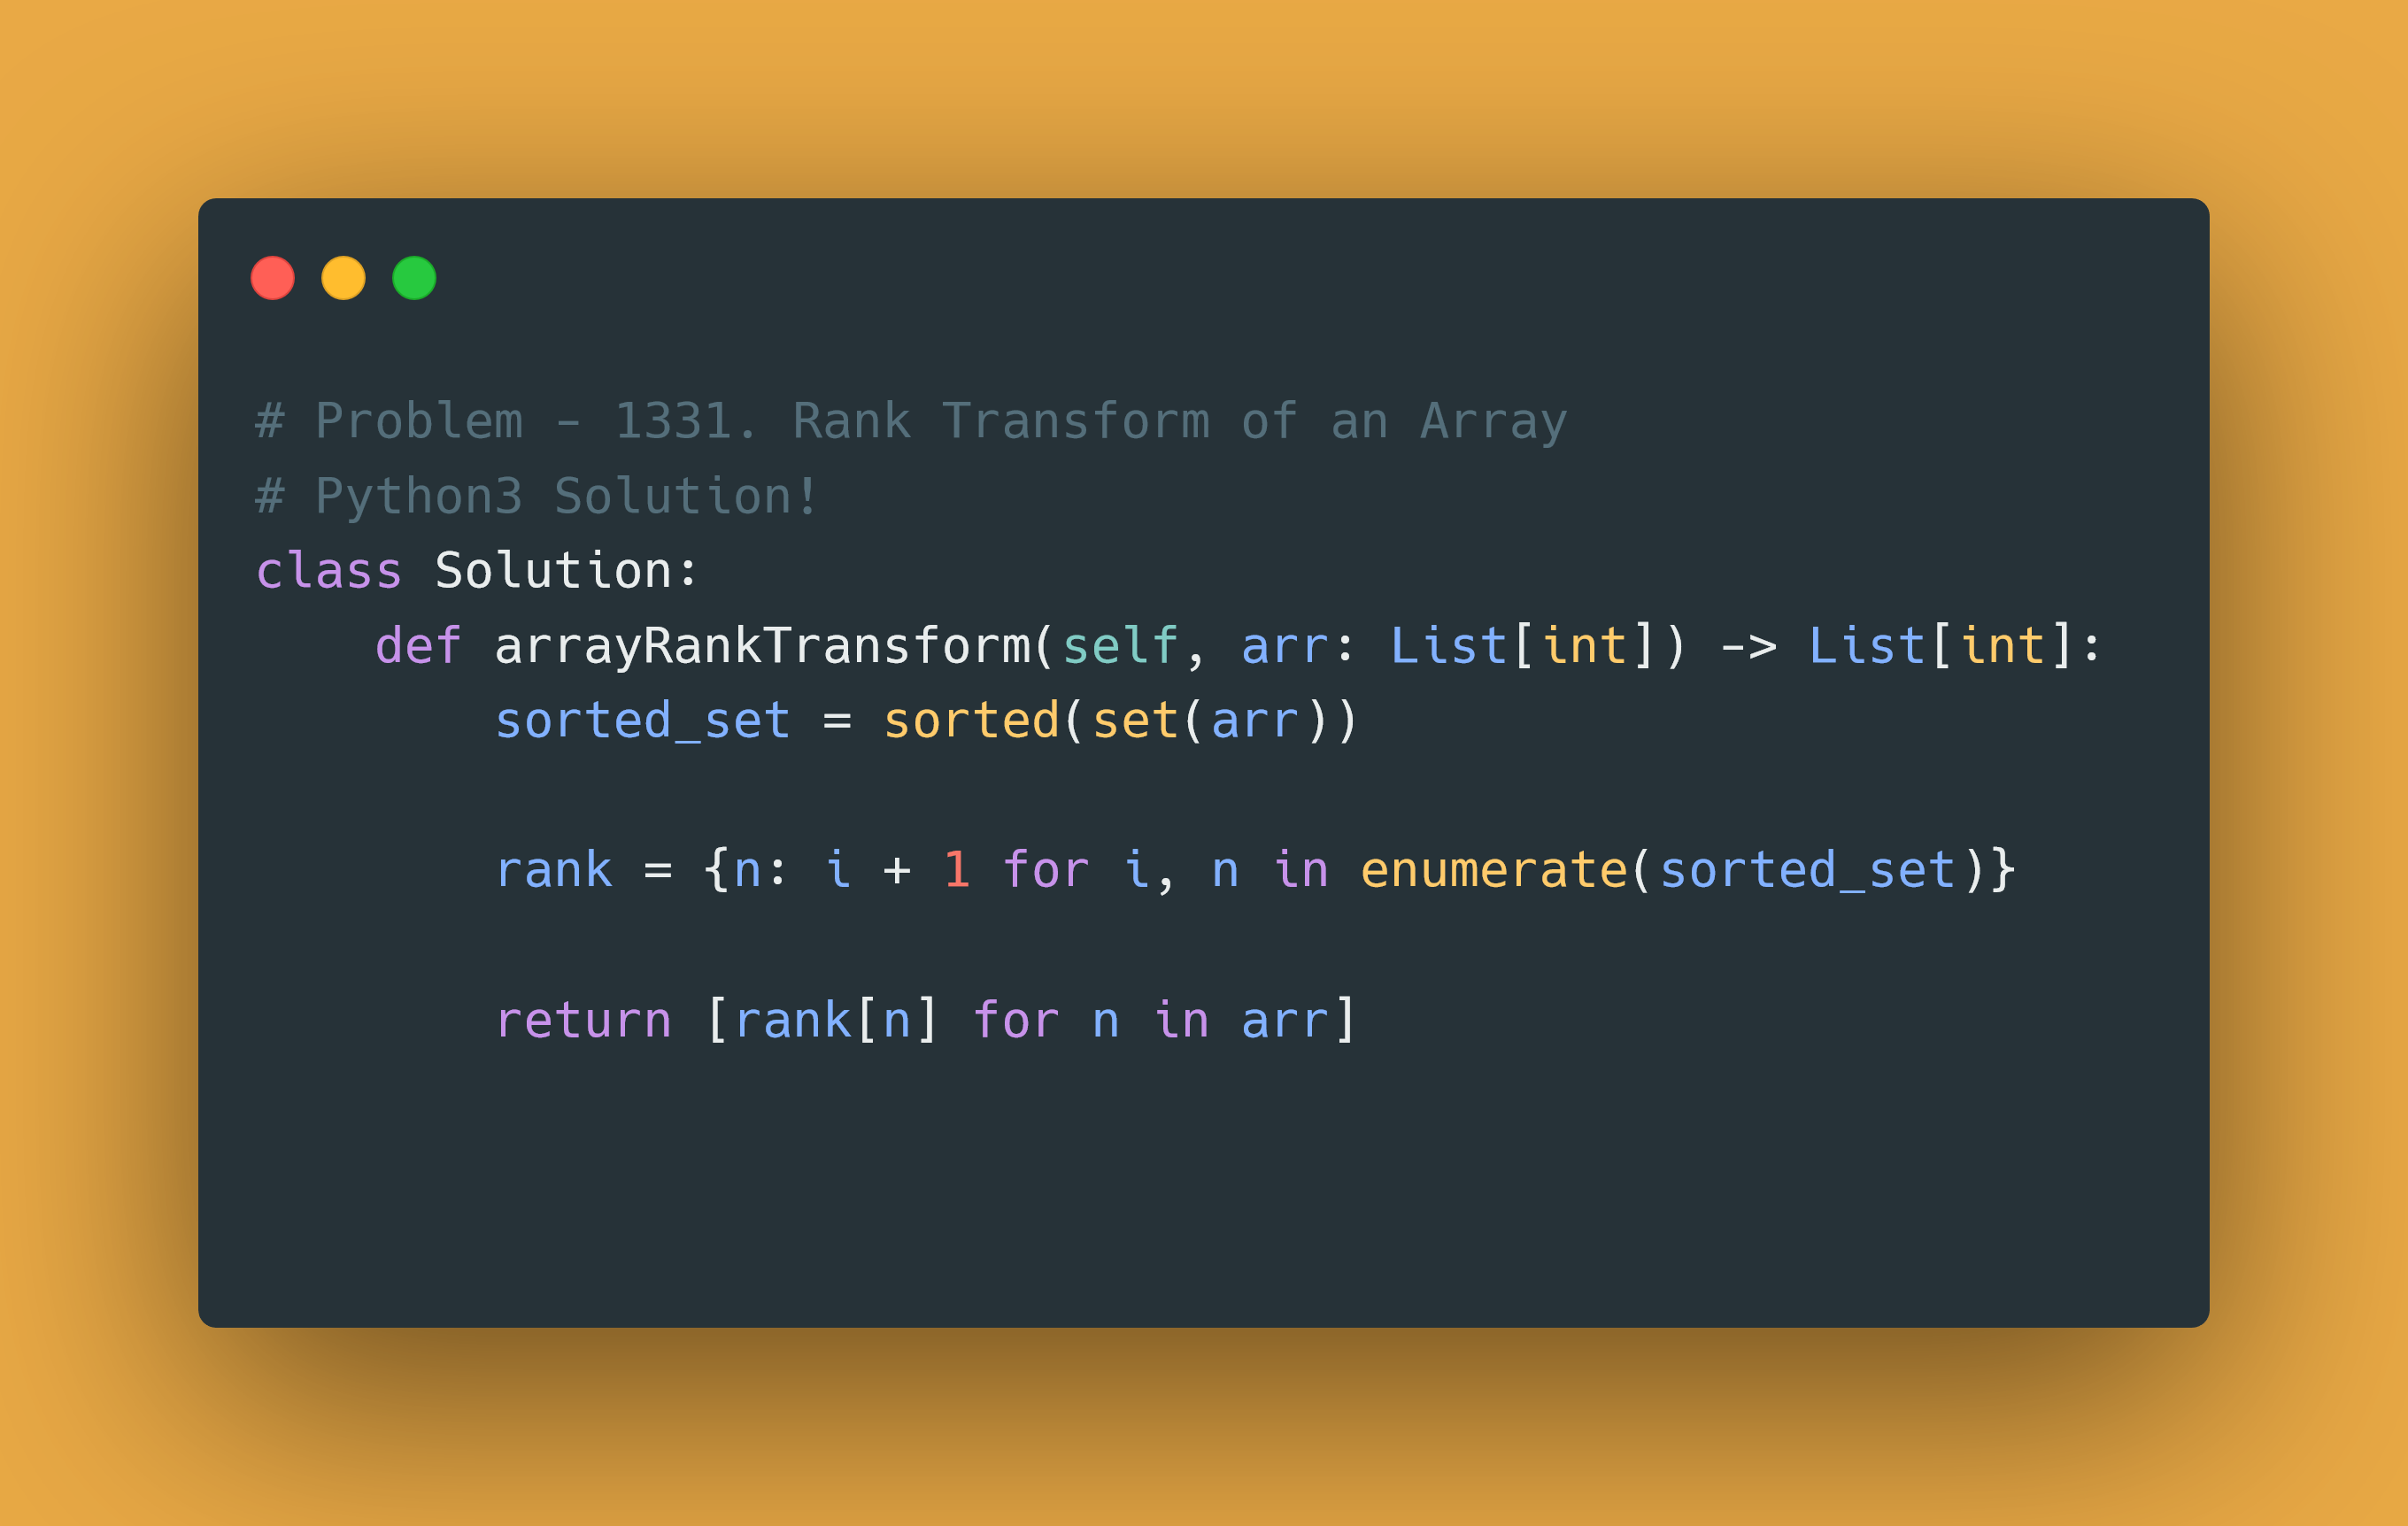 # Problem - 1331. Rank Transform of an Array
# Python3 Solution!
class Solution:
    def arrayRankTransform(self, arr: List[int]) -> List[int]:
        sorted_set = sorted(set(arr))
        rank = {n: i + 1 for i, n in enumerate(sorted_set)}
        return [rank[n] for n in arr]